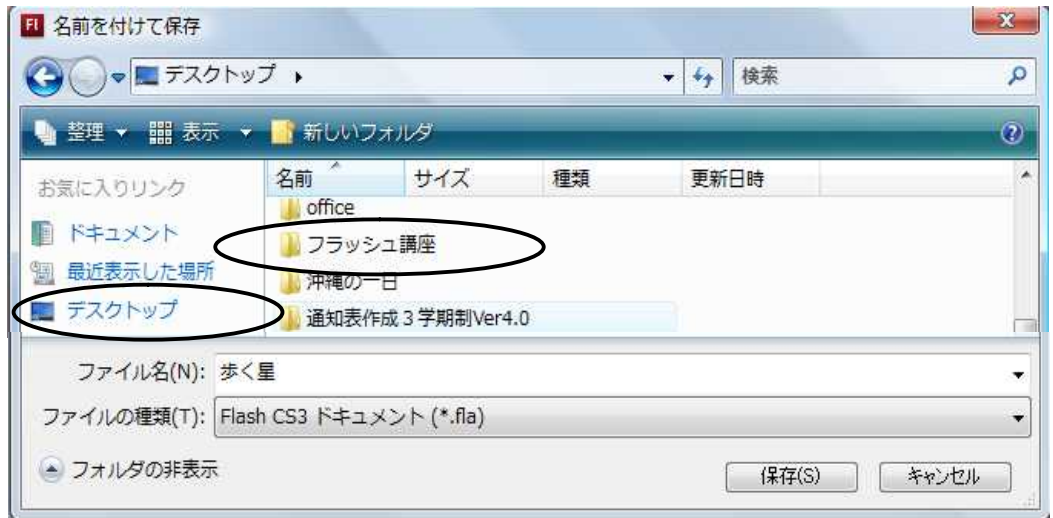 Fl 名前を付けて保存
デスクトップ 検索
整理 表示 新しいフォルダ
お気に入りリンク
ドキュメント
最近表示した場所
デスクトップ
名前 サイズ 種類 更新日時
office
フラッシュ講座
沖縄の一日
通知表作成3学期制Ver4.0
ファイル名(N): 歩く星
ファイルの種類(T): Flash CS3 ドキュメント (*.fla)
フォルダの非表示 保存(S) キャンセル